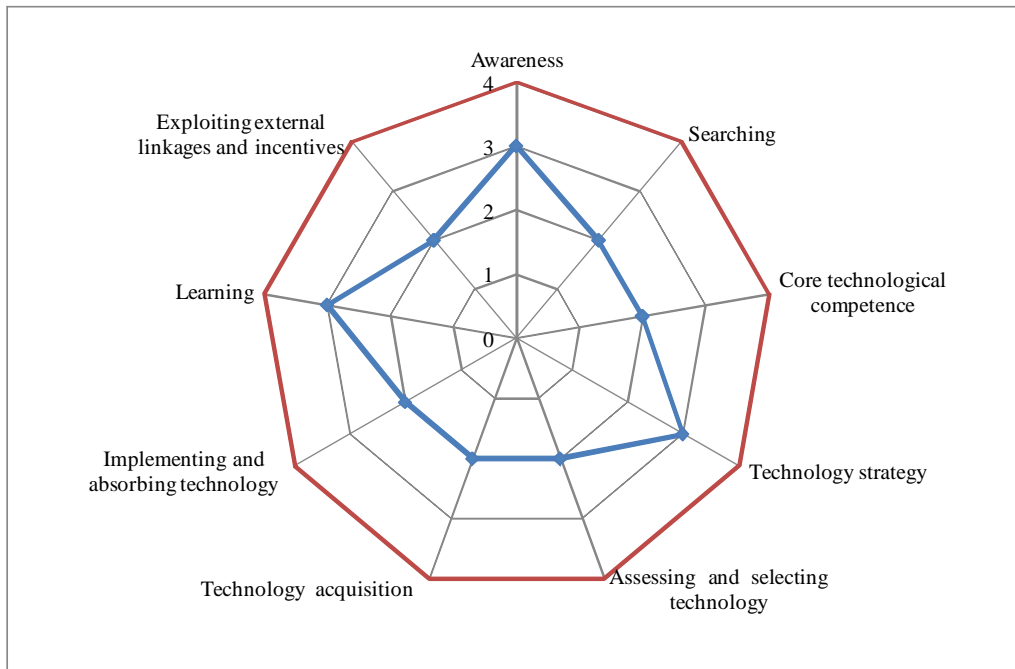 Awareness
4
Exploiting external
linkages and incentives
Searching
3
2
1
0
Learning
Core technological
competence
Implementing and
absorbing technology
Technology strategy
Technology acquisition
Assessing and selecting
technology